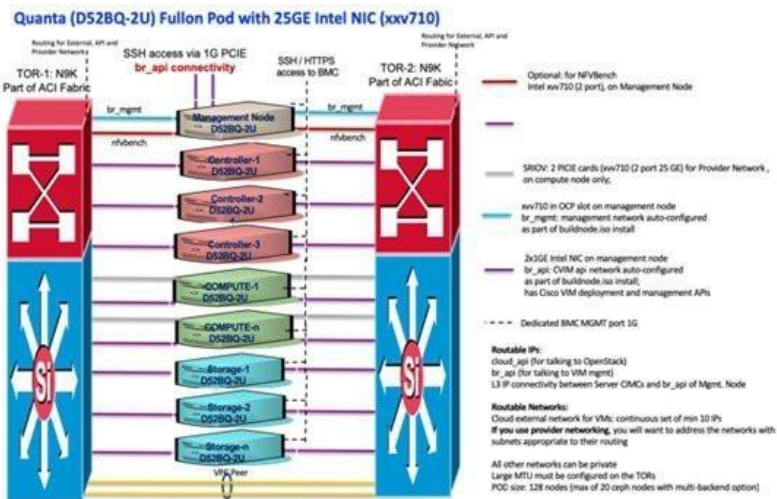 Quanta (D52BQ-2U) Fullon Pod with 25GE Intel NIC (xxv710)
Routing for External, API and
Provider Network
SSH access via 1G PCIE
br_api connectivity
SSH / HTTPS
access to BMC
Routing for External, API and
Provider Network
TOR-1: N9K
Part of ACI Fabric
TOR-2: N9K
Part of ACI Fabic
br_mgmt
br_mgmt
Management Node
D52BQ-2U
nfvbench
nfvbench
Controller-1
D52BQ-2U
Controller-2
D52BQ-2U
Controller-3
D52BQ-2U
COMPUTE-1
D52BQ-2U
COMPUTE-n
D52BQ-2U
Storage-1
D52BQ-2U
Storage-2
D52BQ-2U
Storage-n
D52BQ-2U
VPC Peer
Si
Si
Optional: for NFVBench
Intel xvv710 (2 port), on Management Node
SRIOV: 2 PICIE cards (xvv710 (2 port 25 GE) for Provider Network ,
on compute node only;
xvv710 in OCP slot on management node
br_mgmt: management network auto-configured
as part of buildnode.iso install
2x1GE Intel NIC on management node
br_api: CVIM api network auto-configured
as part of buildnode.iso install;
has Cisco VIM deployment and management APIs
Dedicated BMC MGMT port 1G
Routable IPs:
cloud_api (for talking to OpenStack)
br_api (for talking to VIM mgmt)
L3 IP connectivity between Server CIMCs and br_api of Mgmt. Node
Routable Networks:
Cloud external network for VMs: continuous set of min 10 IPs
If you use provider networking, you will want to address the networks with
subnets appropriate to their routing
All other networks can be private
Large MTU must be configured on the TORs
POD size: 128 nodes (max of 20 ceph nodes with multi-backend option)